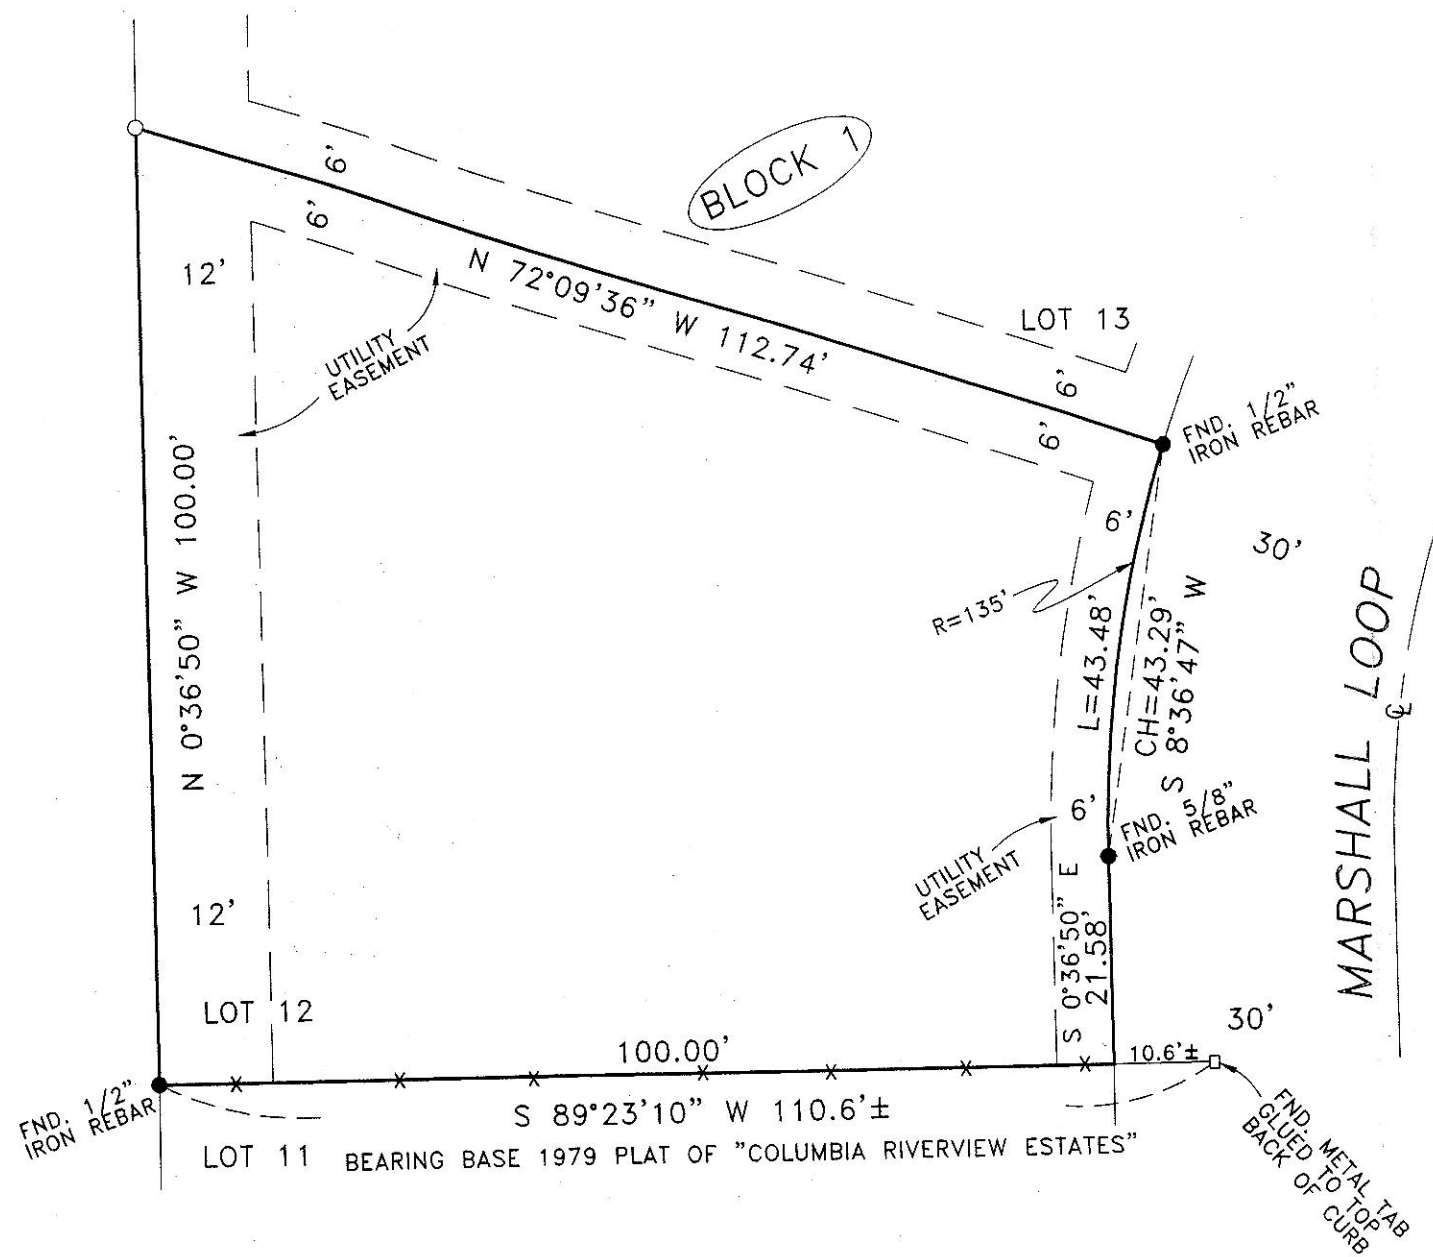 BLOCK 1
6'
6'
12'
N 72°09'36" W 112.74'
LOT 13
UTILITY
EASEMENT
6'
6'
FND. 1/2"
IRON REBAR
N 0°36'50" W 100.00'
6'
30'
R=135'
L=43.48'
CH=43.29'
S 8°36'47" W
MARSHALL LOOP
℄
6'
FND. 5/8"
IRON REBAR
UTILITY
EASEMENT
12'
S 0°36'50" E
21.58'
LOT 12
30'
100.00'
10.6'±
FND. 1/2"
IRON REBAR
S 89°23'10" W 110.6'±
FND. METAL TAB
GLUED TO TOP
BACK OF CURB
LOT 11
BEARING BASE 1979 PLAT OF "COLUMBIA RIVERVIEW ESTATES"